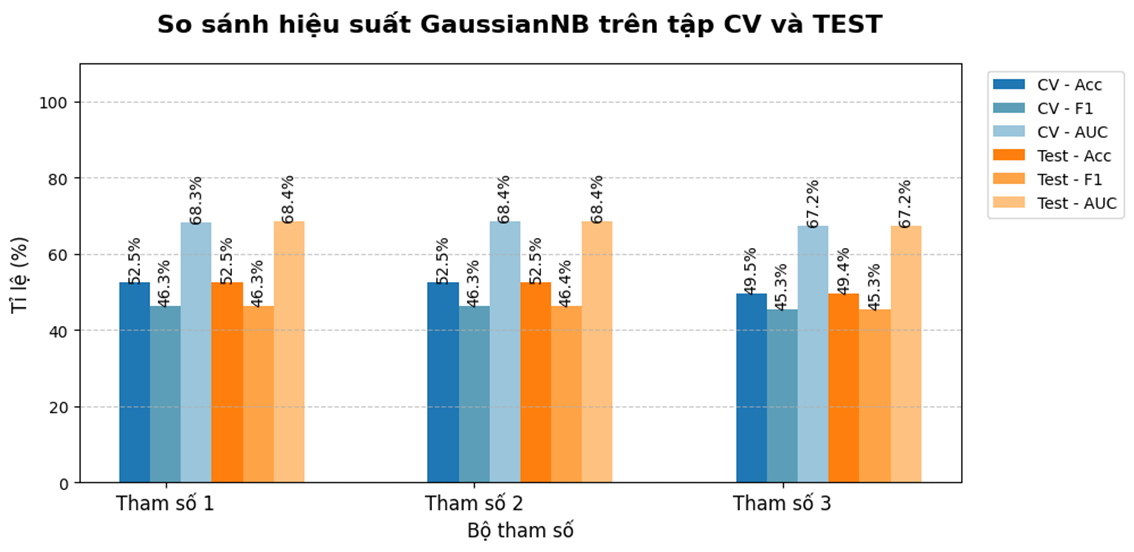 So sánh hiệu suất GaussianNB trên tập CV và TEST
Tỉ lệ (%)
100
80
60
40
20
0
52.5%
46.3%
68.3%
52.5%
46.3%
68.4%
52.5%
46.3%
68.4%
52.5%
46.4%
68.4%
49.5%
45.3%
67.2%
49.4%
45.3%
67.2%
Tham số 1
Tham số 2
Tham số 3
Bộ tham số
CV - Acc
CV - F1
CV - AUC
Test - Acc
Test - F1
Test - AUC